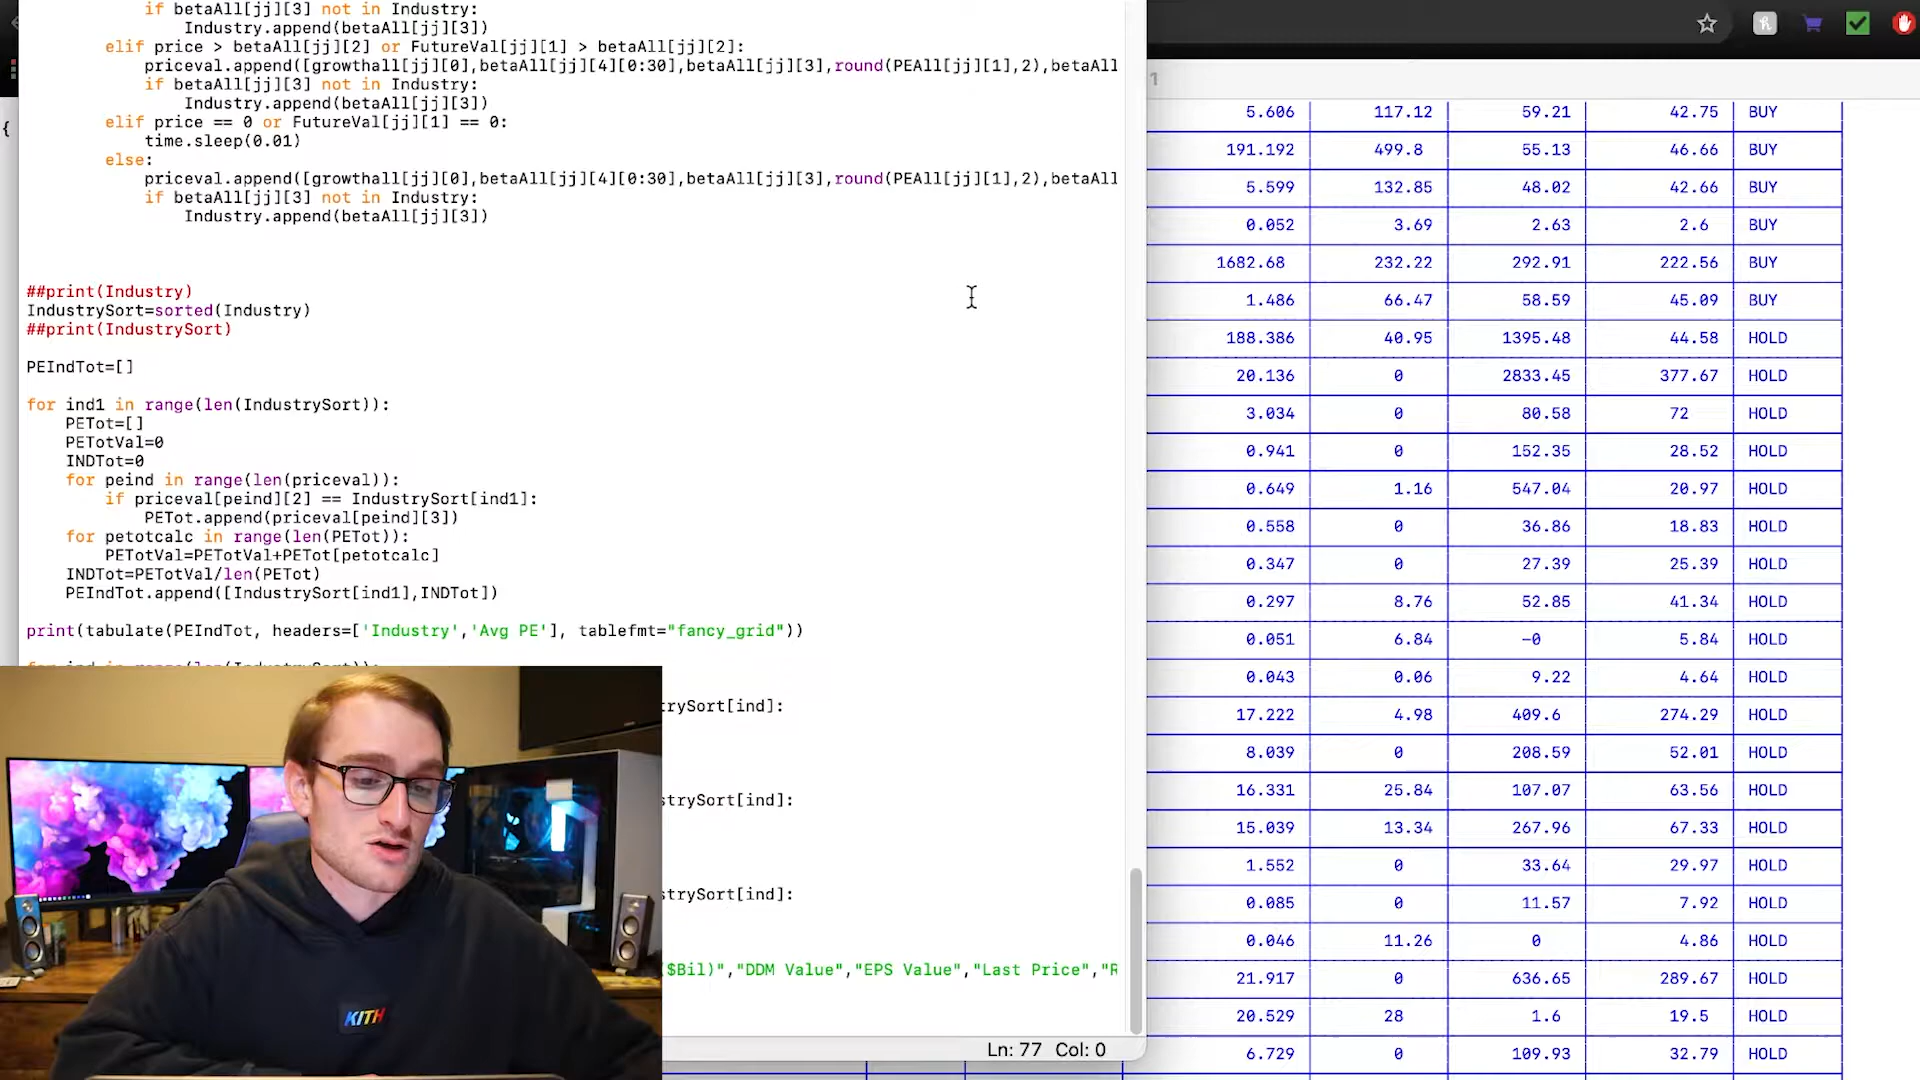 if betaAll[jj][3] not in Industry:
Industry.append(betaAll[jj][3])
elif price > betaAll[jj][2] or FutureVal[jj][1] > betaAll[jj][2]:
priceval.append([growthall[jj][0],betaAll[jj][4][0:30],betaAll[jj][3],round(PEAll[jj][1],2),betaAll
if betaAll[jj][3] not in Industry:
Industry.append(betaAll[jj][3])
elif price == 0 or FutureVal[jj][1] == 0:
time.sleep(0.01)
else:
priceval.append([growthall[jj][0],betaAll[jj][4][0:30],betaAll[jj][3],round(PEAll[jj][1],2),betaAll
if betaAll[jj][3] not in Industry:
Industry.append(betaAll[jj][3])
##print(Industry)
IndustrySort=sorted(Industry)
##print(IndustrySort)
PEIndTot=[]
for ind1 in range(len(IndustrySort)):
PETot=[]
PETotVal=0
INDTot=0
for peind in range(len(priceval)):
if priceval[peind][2] == IndustrySort[ind1]:
PETot.append(priceval[peind][3])
for petotcalc in range(len(PETot)):
PETotVal=PETotVal+PETot[petotcalc]
INDTot=PETotVal/len(PETot)
PEIndTot.append([IndustrySort[ind1],INDTot])
print(tabulate(PEIndTot, headers=['Industry','Avg PE'], tablefmt="fancy_grid"))
rySort[ind]:
trySort[ind]:
trySort[ind]:
($Bil)","DDM Value","EPS Value","Last Price","R
Ln: 77 Col: 0
{
1
5.606 117.12 59.21 42.75 BUY
191.192 499.8 55.13 46.66 BUY
5.599 132.85 48.02 42.66 BUY
0.052 3.69 2.63 2.6 BUY
1682.68 232.22 292.91 222.56 BUY
1.486 66.47 58.59 45.09 BUY
188.386 40.95 1395.48 44.58 HOLD
20.136 0 2833.45 377.67 HOLD
3.034 0 80.58 72 HOLD
0.941 0 152.35 28.52 HOLD
0.649 1.16 547.04 20.97 HOLD
0.558 0 36.86 18.83 HOLD
0.347 0 27.39 25.39 HOLD
0.297 8.76 52.85 41.34 HOLD
0.051 6.84 -0 5.84 HOLD
0.043 0.06 9.22 4.64 HOLD
17.222 4.98 409.6 274.29 HOLD
8.039 0 208.59 52.01 HOLD
16.331 25.84 107.07 63.56 HOLD
15.039 13.34 267.96 67.33 HOLD
1.552 0 33.64 29.97 HOLD
0.085 0 11.57 7.92 HOLD
0.046 11.26 0 4.86 HOLD
21.917 0 636.65 289.67 HOLD
20.529 28 1.6 19.5 HOLD
6.729 0 109.93 32.79 HOLD
KITH